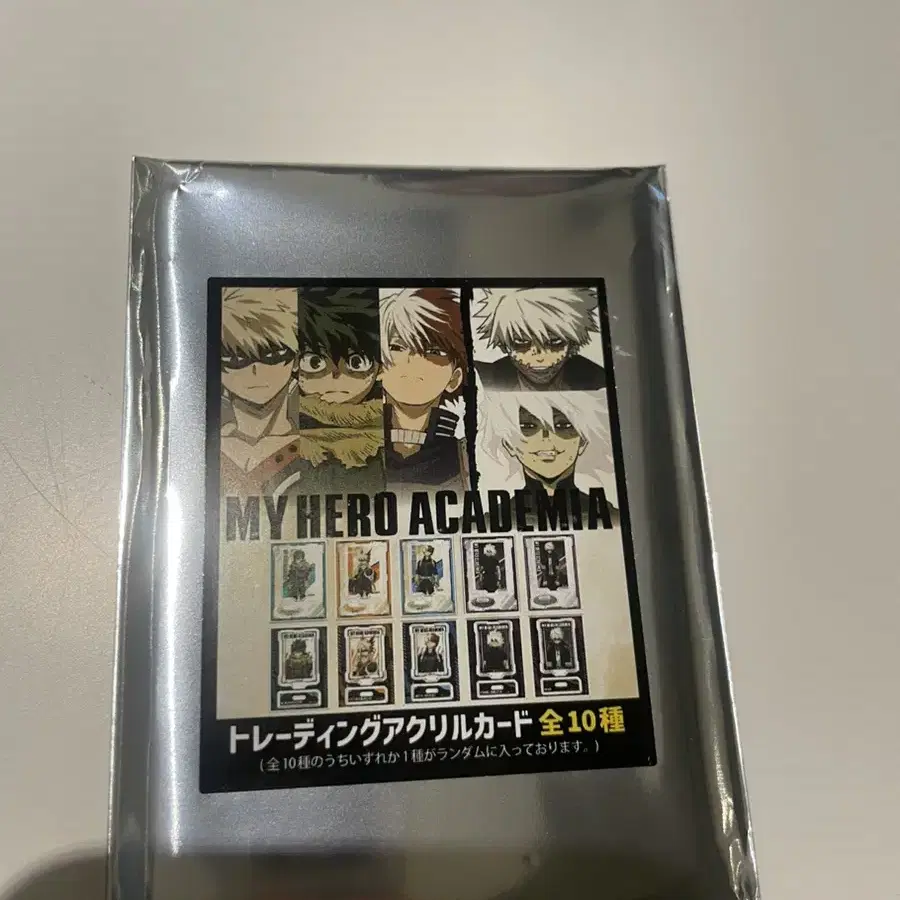 MY HERO ACADEMIA
トレーディングアクリルカード 全10種
(全10種のうちいずれか1種がランダムに入っております。)